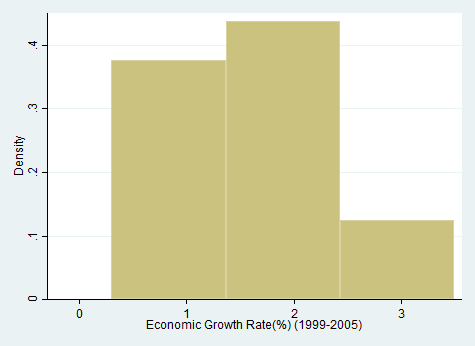 Density
.4
.3
.2
.1
0
0 1 2 3
Economic Growth Rate(%) (1999-2005)